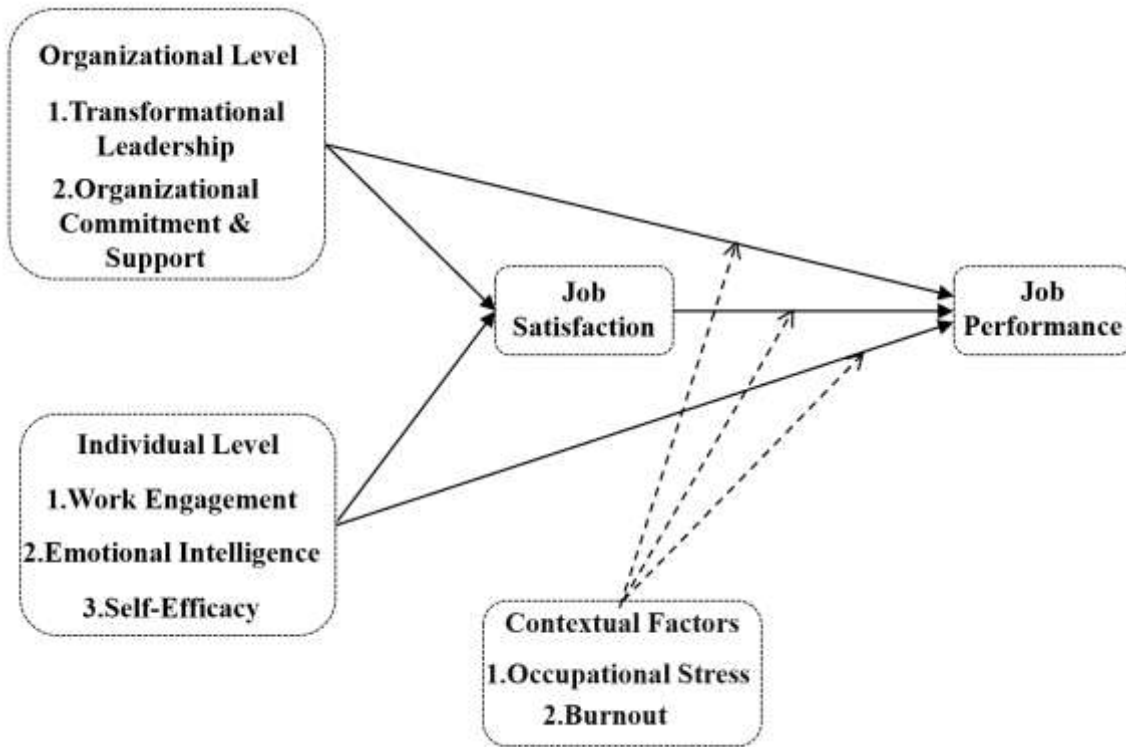 Organizational Level
1.Transformational
Leadership
2.Organizational
Commitment &
Support
Job
Satisfaction
Job
Performance
Individual Level
1.Work Engagement
2.Emotional Intelligence
3.Self-Efficacy
Contextual Factors
1.Occupational Stress
2.Burnout